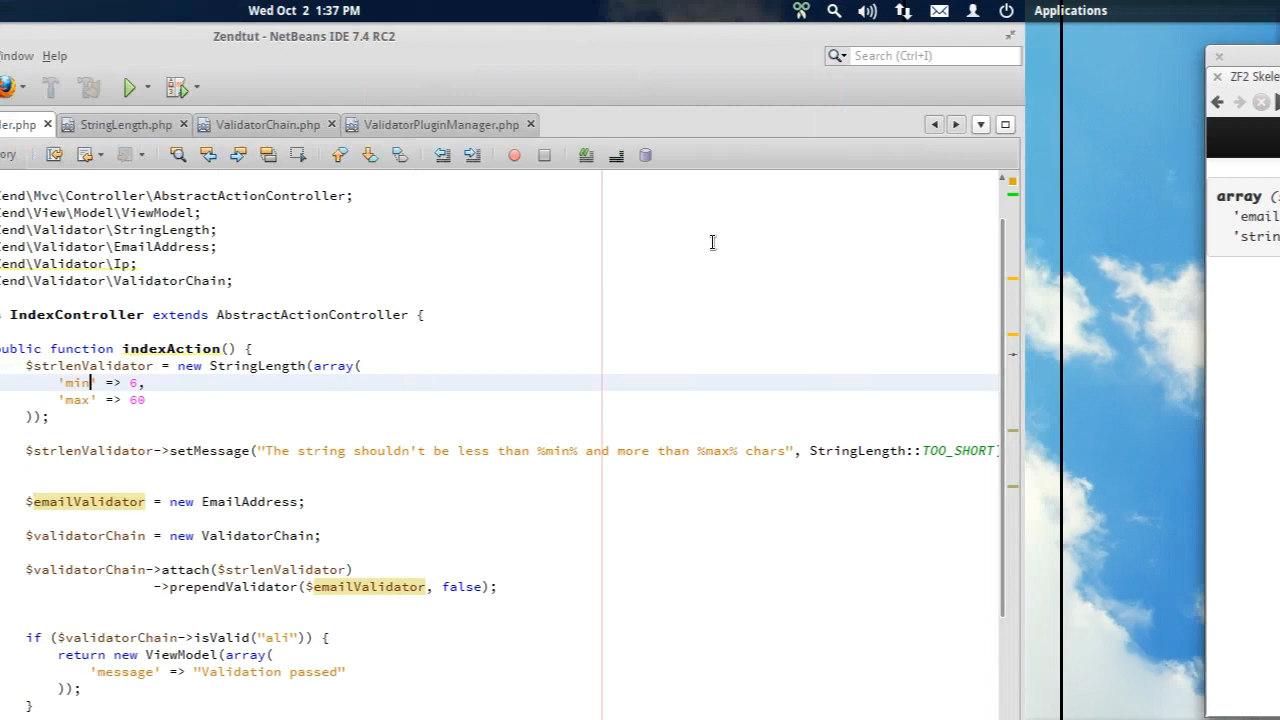 Wed Oct 2 1:37 PM
Applications
Zendtut - NetBeans IDE 7.4 RC2
indow Help
Search (Ctrl+I)
ZF2 Skele
ler.php StringLength.php ValidatorChain.php ValidatorPluginManager.php
ory
end\Mvc\Controller\AbstractActionController;
end\View\Model\ViewModel;
end\Validator\StringLength;
end\Validator\EmailAddress;
end\Validator\Ip;
end\Validator\ValidatorChain;
IndexController extends AbstractActionController {
public function indexAction() {
$strlenValidator = new StringLength(array(
'min' => 6,
'max' => 60
));
$strlenValidator->setMessage("The string shouldn't be less than %min% and more than %max% chars", StringLength::TOO_SHORT)
$emailValidator = new EmailAddress;
$validatorChain = new ValidatorChain;
$validatorChain->attach($strlenValidator)
->prependValidator($emailValidator, false);
if ($validatorChain->isValid("ali")) {
return new ViewModel(array(
'message' => "Validation passed"
));
}
array (
'email
'strin